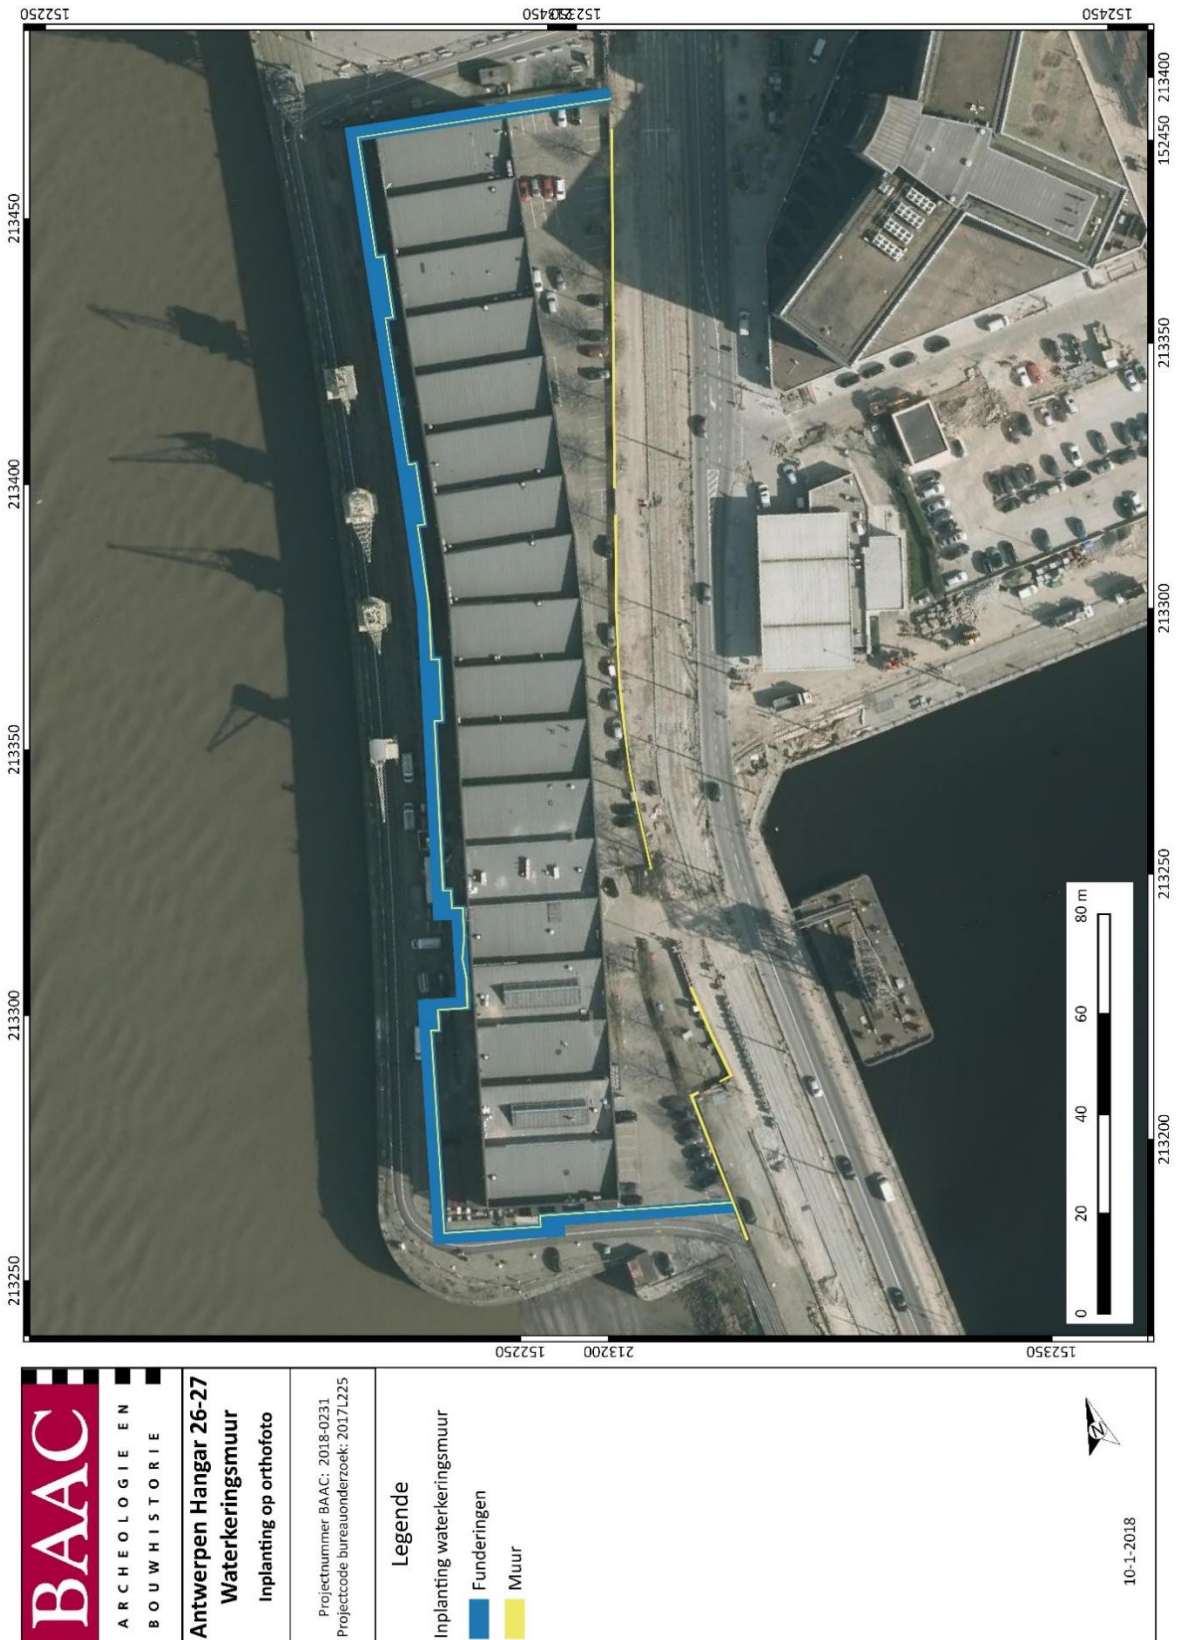 BAAC
ARCHEOLOGIE EN
BOUWHISTORIE
Antwerpen Hangar 26-27
Waterkeringsmuur
Inplanting op orthofoto
Projectnummer BAAC: 2018-0231
Projectcode bureauonderzoek: 2017L225
Legende
Inplanting waterkeringsmuur
Funderingen
Muur
10-1-2018
N
213250
213300
213350
213400
213450
152250
152350
152450
152250
213200
152350
213200
213250
213300
213350
152450
213400
0
20
40
60
80 m